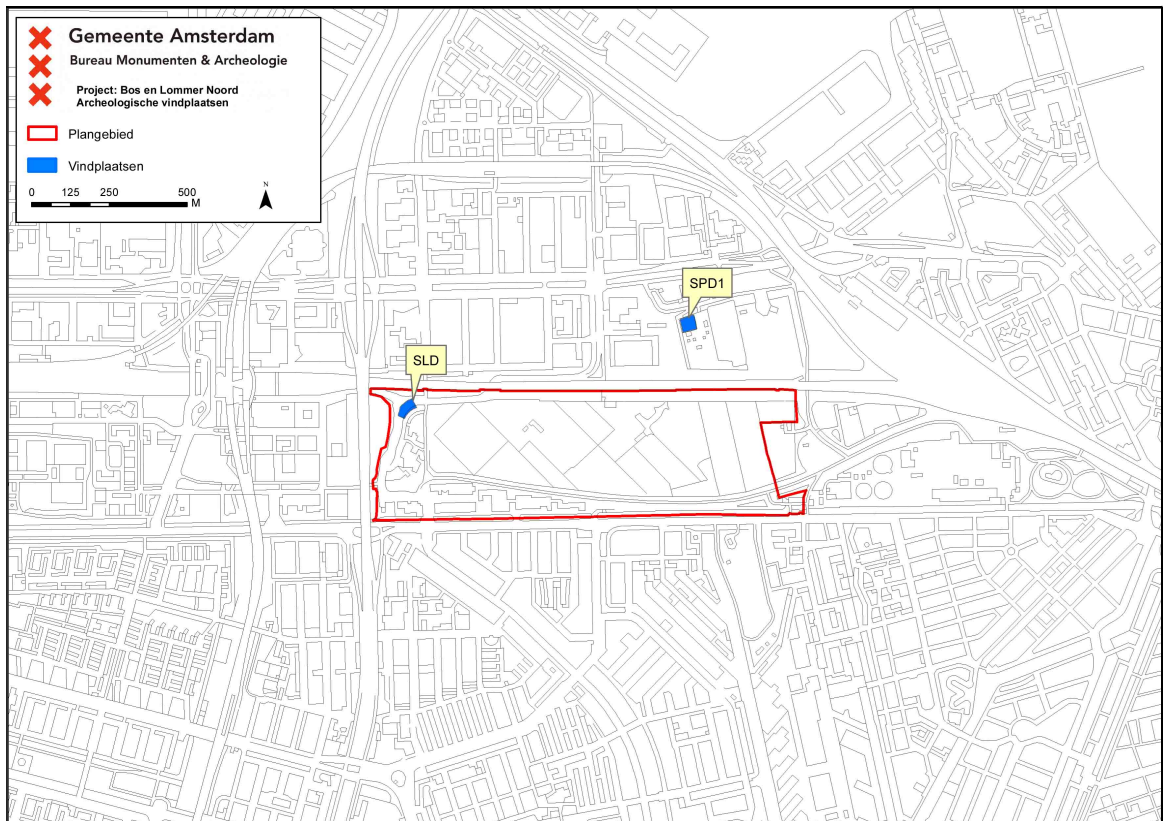 Gemeente Amsterdam
Bureau Monumenten & Archeologie
Project: Bos en Lommer Noord
Archeologische vindplaatsen
Plangebied
Vindplaatsen
0 125 250 500
M
N
SPD1
SLD